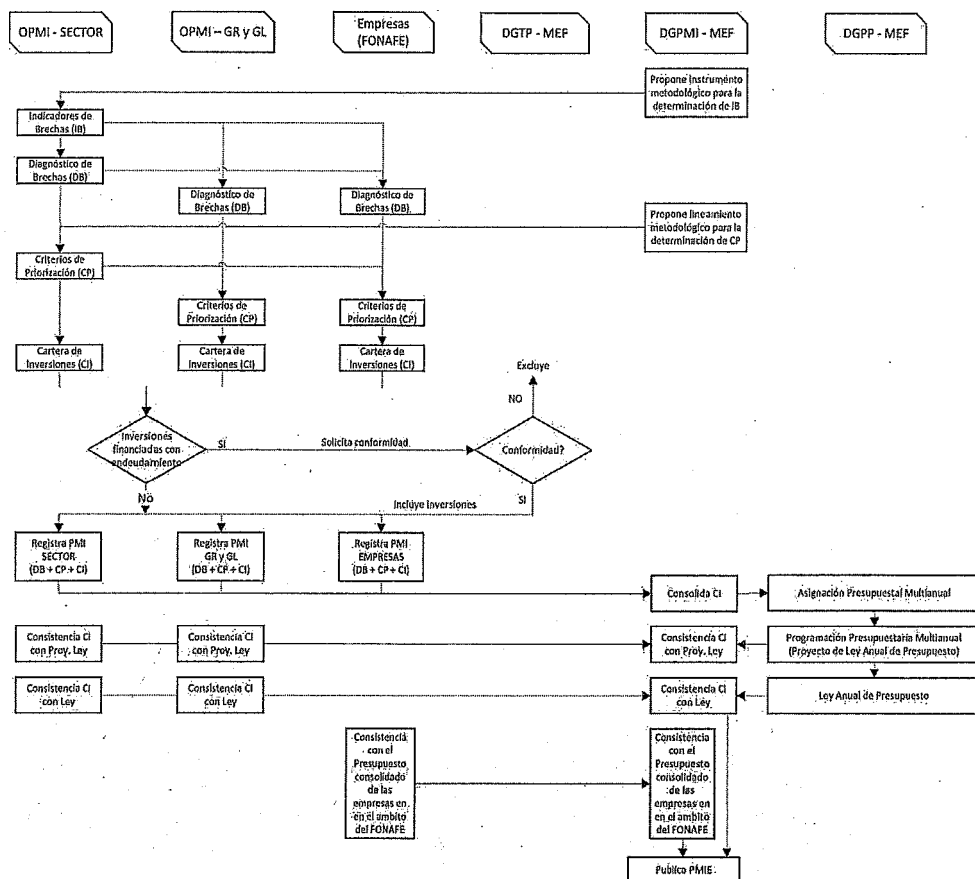 OPMI - SECTOR
OPMI - GR y GL
Empresas
(FONAFE)
DGTP - MEF
DGPMI - MEF
DGPP - MEF
Propone instrumento
metodológico para la
determinación de IB
Indicadores de
Brechas (IB)
Diagnóstico de
Brechas (DB)
Diagnóstico de
Brechas (DB)
Diagnóstico de
Brechas (DB)
Propone lineamiento
metodológico para la
determinación de CP
Criterios de
Priorización (CP)
Criterios de
Priorización (CP)
Criterios de
Priorización (CP)
Cartera de
Inversiones (CI)
Cartera de
Inversiones (CI)
Cartera de
Inversiones (CI)
Excluye
NO
Inversiones
financiadas con
endeudamiento
SI
Solicita conformidad
Conformidad?
No
Incluye inversiones
SI
Registra PMI
SECTOR
(DB + CP + CI)
Registra PMI
GR y GL
(DB + CP + CI)
Registra PMI
EMPRESAS
(DB + CP + CI)
Consolida CI
Asignación Presupuestal Multianual
Consistencia CI
con Proy. Ley
Consistencia CI
con Proy. Ley
Consistencia CI
con Proy. Ley
Programación Presupuestaria Multianual
(Proyecto de Ley Anual de Presupuesto)
Consistencia CI
con Ley
Consistencia CI
con Ley
Consistencia CI
con Ley
Ley Anual de Presupuesto
Consistencia
con el
Presupuesto
consolidado
de las
empresas en
en el ambito
del FONAFE
Consistencia
con el
Presupuesto
consolidado
de las
empresas en
en el ambito
del FONAFE
Publico PMIE